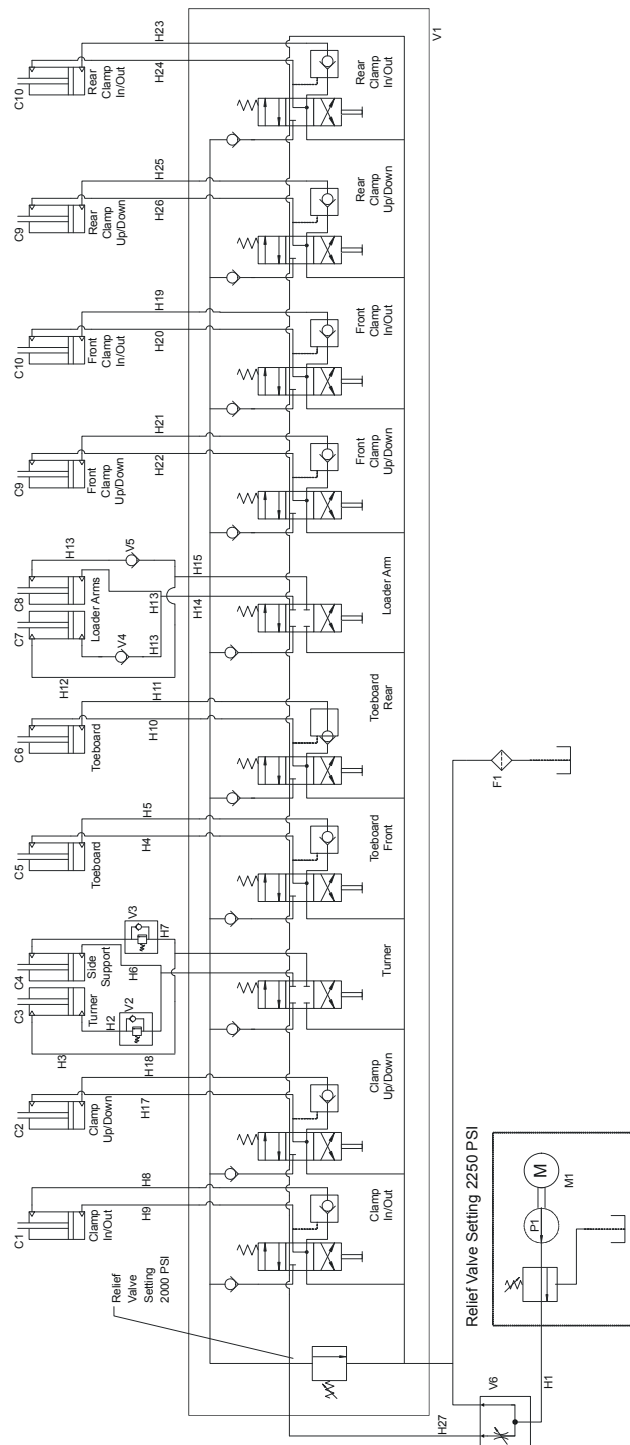 C1
Clamp
In/Out
H8
H9
C2
Clamp
Up/Down
H17
H18
H3
C3
Turner
C4
Side
Support
H2
V2
H6
V3
H7
C5
Toeboard
H4
H5
C6
Toeboard
H10
H11
H12
C7
C8
Loader Arms
V4
H13
H13
H13
V5
H14
H15
C9
Front
Clamp
Up/Down
H22
H21
C10
Front
Clamp
In/Out
H20
H19
C9
Rear
Clamp
Up/Down
H26
H25
C10
Rear
Clamp
In/Out
H24
H23
Relief
Valve
Setting
2000 PSI
Clamp
In/Out
Clamp
Up/Down
Turner
Toeboard
Front
Toeboard
Rear
Loader Arm
Front
Clamp
Up/Down
Front
Clamp
In/Out
Rear
Clamp
Up/Down
Rear
Clamp
In/Out
V1
H27
V6
H1
Relief Valve Setting 2250 PSI
P1
M
M1
F1